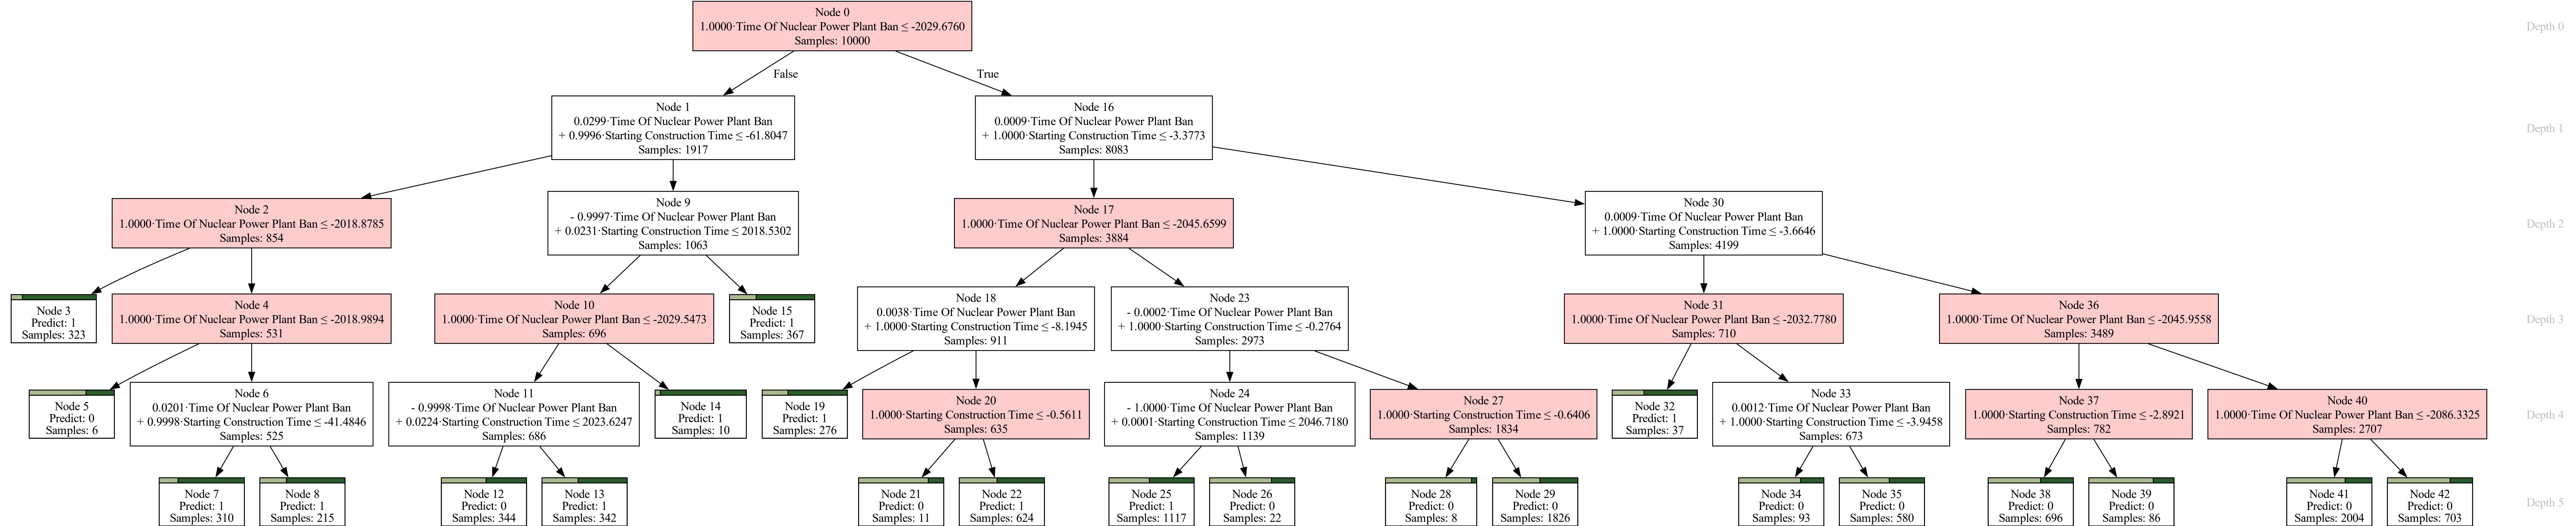 Node 0
1.0000·Time Of Nuclear Power Plant Ban ≤ -2029.6760
Samples: 10000
Depth 0
False
True
Node 1
0.0299·Time Of Nuclear Power Plant Ban
+ 0.9996·Starting Construction Time ≤ -61.8047
Samples: 1917
Node 16
0.0009·Time Of Nuclear Power Plant Ban
+ 1.0000·Starting Construction Time ≤ -3.3773
Samples: 8083
Depth 1
Node 2
1.0000·Time Of Nuclear Power Plant Ban ≤ -2018.8785
Samples: 854
Node 9
- 0.9997·Time Of Nuclear Power Plant Ban
+ 0.0231·Starting Construction Time ≤ 2018.5302
Samples: 1063
Node 17
1.0000·Time Of Nuclear Power Plant Ban ≤ -2045.6599
Samples: 3884
Node 30
0.0009·Time Of Nuclear Power Plant Ban
+ 1.0000·Starting Construction Time ≤ -3.6646
Samples: 4199
Depth 2
Node 3
Predict: 1
Samples: 323
Node 4
1.0000·Time Of Nuclear Power Plant Ban ≤ -2018.9894
Samples: 531
Node 10
1.0000·Time Of Nuclear Power Plant Ban ≤ -2029.5473
Samples: 696
Node 15
Predict: 1
Samples: 367
Node 18
0.0038·Time Of Nuclear Power Plant Ban
+ 1.0000·Starting Construction Time ≤ -8.1945
Samples: 911
Node 23
- 0.0002·Time Of Nuclear Power Plant Ban
+ 1.0000·Starting Construction Time ≤ -0.2764
Samples: 2973
Node 31
1.0000·Time Of Nuclear Power Plant Ban ≤ -2032.7780
Samples: 710
Node 36
1.0000·Time Of Nuclear Power Plant Ban ≤ -2045.9558
Samples: 3489
Depth 3
Node 5
Predict: 0
Samples: 6
Node 6
0.0201·Time Of Nuclear Power Plant Ban
+ 0.9998·Starting Construction Time ≤ -41.4846
Samples: 525
Node 11
- 0.9998·Time Of Nuclear Power Plant Ban
+ 0.0224·Starting Construction Time ≤ 2023.6247
Samples: 686
Node 14
Predict: 1
Samples: 10
Node 19
Predict: 1
Samples: 276
Node 20
1.0000·Starting Construction Time ≤ -0.5611
Samples: 635
Node 24
- 1.0000·Time Of Nuclear Power Plant Ban
+ 0.0001·Starting Construction Time ≤ 2046.7180
Samples: 1139
Node 27
1.0000·Starting Construction Time ≤ -0.6406
Samples: 1834
Node 32
Predict: 1
Samples: 37
Node 33
0.0012·Time Of Nuclear Power Plant Ban
+ 1.0000·Starting Construction Time ≤ -3.9458
Samples: 673
Node 37
1.0000·Starting Construction Time ≤ -2.8921
Samples: 782
Node 40
1.0000·Time Of Nuclear Power Plant Ban ≤ -2086.3325
Samples: 2707
Depth 4
Node 7
Predict: 1
Samples: 310
Node 8
Predict: 1
Samples: 215
Node 12
Predict: 0
Samples: 344
Node 13
Predict: 1
Samples: 342
Node 21
Predict: 0
Samples: 11
Node 22
Predict: 1
Samples: 624
Node 25
Predict: 1
Samples: 1117
Node 26
Predict: 0
Samples: 22
Node 28
Predict: 0
Samples: 8
Node 29
Predict: 0
Samples: 1826
Node 34
Predict: 0
Samples: 93
Node 35
Predict: 0
Samples: 580
Node 38
Predict: 0
Samples: 696
Node 39
Predict: 0
Samples: 86
Node 41
Predict: 0
Samples: 2004
Node 42
Predict: 0
Samples: 703
Depth 5